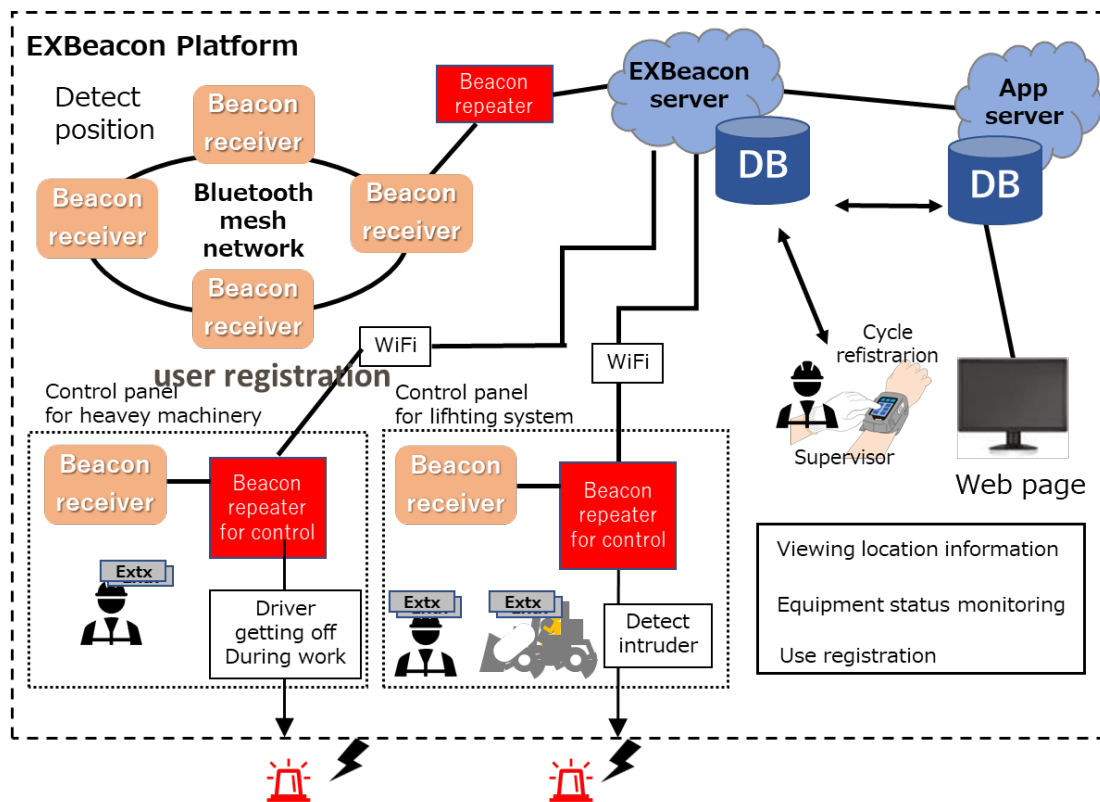 EXBeacon Platform
Detect
position
Beacon
receiver
Beacon
receiver
Bluetooth
mesh
network
Beacon
receiver
Beacon
receiver
Beacon
repeater
EXBeacon
server
DB
App
server
DB
WiFi
WiFi
user registration
Cycle
refistrarion
Supervisor
Web page
Control panel
for heavey machinery
Beacon
receiver
Beacon
repeater
for control
Extx
Driver
getting off
During work
Control panel
for lifhting system
Beacon
receiver
Beacon
repeater
for control
Extx
Extx
Detect
intruder
Viewing location information
Equipment status monitoring
Use registration